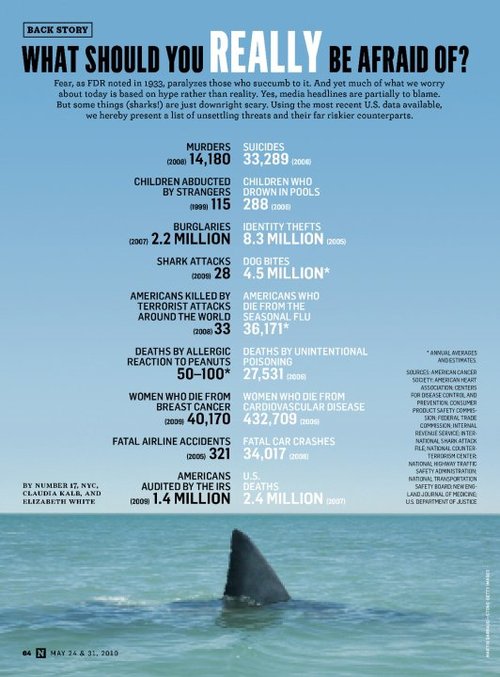 BACK STORY
WHAT SHOULD YOU REALLY BE AFRAID OF?
Fear, as FDR noted in 1933, paralyzes those who succumb to it. And yet much of what we worry
about today is based on hype rather than reality. Yes, media headlines are partially to blame.
But some things (sharks!) are just downright scary. Using the most recent U.S. data available,
we hereby present a list of unsettling threats and their far riskier counterparts.
MURDERS
(2008) 14,180
SUICIDES
33,289 (2008)
CHILDREN ABDUCTED
BY STRANGERS
(1999) 115
CHILDREN WHO
DROWN IN POOLS
288 (2006)
BURGLARIES
(2007) 2.2 MILLION
IDENTITY THEFTS
8.3 MILLION (2005)
SHARK ATTACKS
(2009) 28
DOG BITES
4.5 MILLION*
AMERICANS KILLED BY
TERRORIST ATTACKS
AROUND THE WORLD
(2008) 33
AMERICANS WHO
DIE FROM THE
SEASONAL FLU
36,171*
DEATHS BY ALLERGIC
REACTION TO PEANUTS
50–100*
DEATHS BY UNINTENTIONAL
POISONING
27,531 (2006)
WOMEN WHO DIE FROM
BREAST CANCER
(2009) 40,170
WOMEN WHO DIE FROM
CARDIOVASCULAR DISEASE
432,709 (2006)
FATAL AIRLINE ACCIDENTS
(2005) 321
FATAL CAR CRASHES
34,017 (2008)
AMERICANS
AUDITED BY THE IRS
(2009) 1.4 MILLION
U.S.
DEATHS
2.4 MILLION (2007)
* ANNUAL AVERAGES
AND ESTIMATES.
SOURCES: AMERICAN CANCER
SOCIETY; AMERICAN HEART
ASSOCIATION; CENTERS
FOR DISEASE CONTROL AND
PREVENTION; CONSUMER
PRODUCT SAFETY COMMIS-
SION; FEDERAL TRADE
COMMISSION; INTERNAL
REVENUE SERVICE; INTER-
NATIONAL SHARK ATTACK
FILE; NATIONAL COUNTER-
TERRORISM CENTER;
NATIONAL HIGHWAY TRAFFIC
SAFETY ADMINISTRATION;
NATIONAL TRANSPORTATION
SAFETY BOARD; NEW ENG-
LAND JOURNAL OF MEDICINE;
U.S. DEPARTMENT OF JUSTICE
BY NUMBER 17, NYC,
CLAUDIA KALB, AND
ELIZABETH WHITE
64 N MAY 24 & 31, 2010